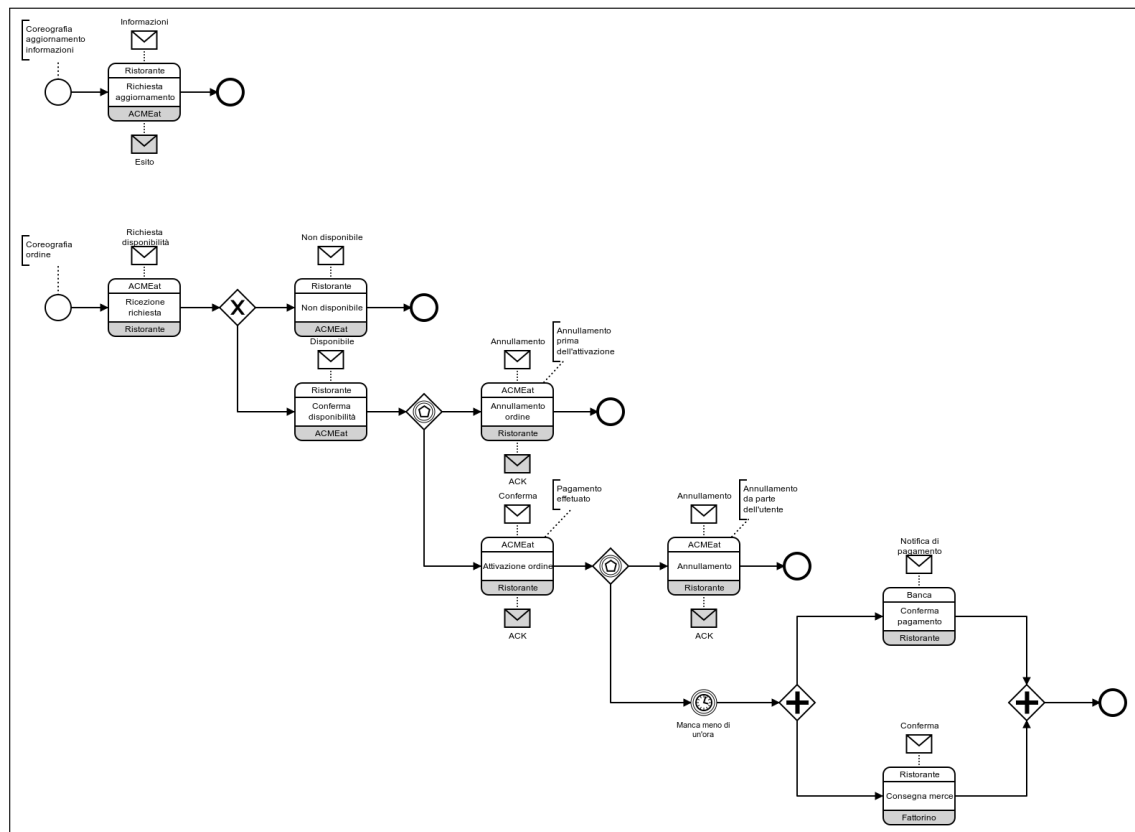 Coreografia
aggiornamento
informazioni
Informazioni
Ristorante
Richiesta
aggiornamento
ACMEat
Esito
Coreografia
ordine
Richiesta
disponibilità
ACMEat
Ricezione
richiesta
Ristorante
Non disponibile
Ristorante
Non disponibile
ACMEat
Disponibile
Ristorante
Conferma
disponibilità
ACMEat
Annullamento
Annullamento
prima
dell'attivazione
ACMEat
Annullamento
ordine
Ristorante
ACK
Conferma
Pagamento
effetuato
ACMEat
Attivazione ordine
Ristorante
ACK
Annullamento
Annullamento
da parte
dell'utente
ACMEat
Annullamento
Ristorante
ACK
Manca meno di
un'ora
Notifica di
pagamento
Banca
Conferma
pagamento
Ristorante
Conferma
Ristorante
Consegna merce
Fattorino